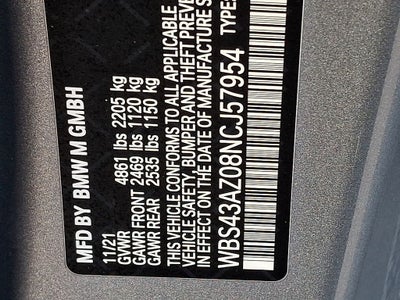 MFD BY BMW M GMBH
11/21
GVWR 4861 lbs 2205 kg
GAWR FRONT 2469 lbs 1120 kg
GAWR REAR 2535 lbs 1150 kg
THIS VEHICLE CONFORMS TO ALL APPLICABLE
VEHICLE SAFETY, BUMPER AND THEFT PREVE
IN EFFECT ON THE DATE OF MANUFACTURE S
WBS43AZ08NCJ57954 TYPE: